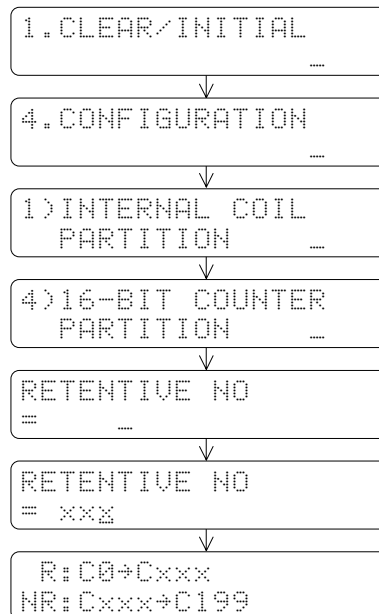 1.CLEAR/INITIAL
_
4.CONFIGURATION
_
1)INTERNAL COIL
PARTITION _
4)16-BIT COUNTER
PARTITION _
RETENTIVE NO
= _
RETENTIVE NO
= xxx
R:C0→Cxxx
NR:Cxxx→C199